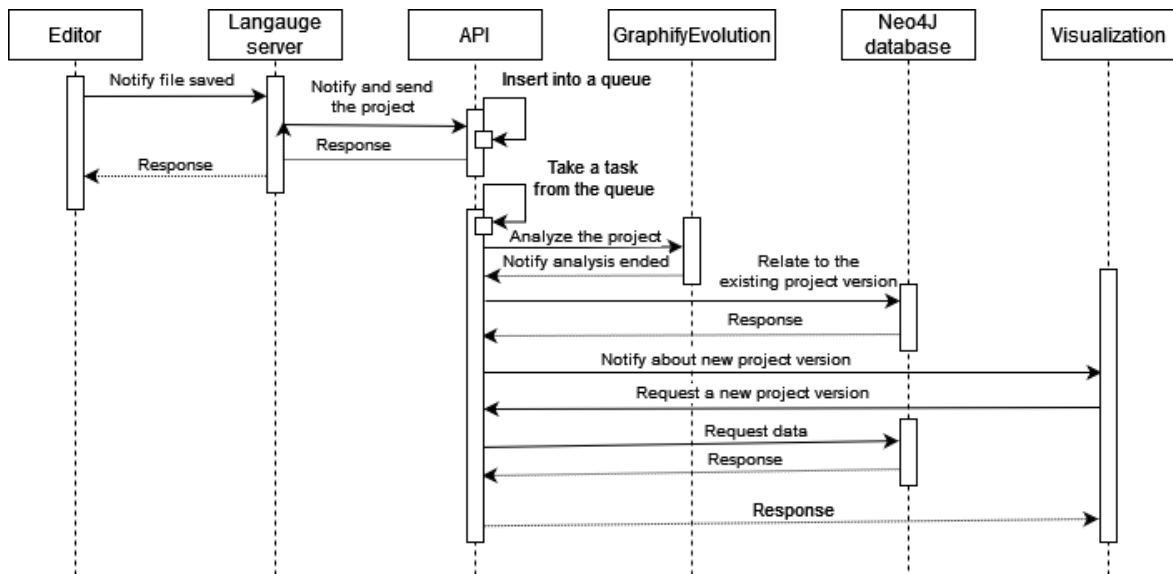 Editor
Langauge
server
API
GraphifyEvolution
Neo4J
database
Visualization
Notify file saved
Notify and send
the project
Insert into a queue
Response
Response
Take a task
from the queue
Analyze the project
Notify analysis ended
Relate to the
existing project version
Response
Notify about new project version
Request a new project version
Request data
Response
Response